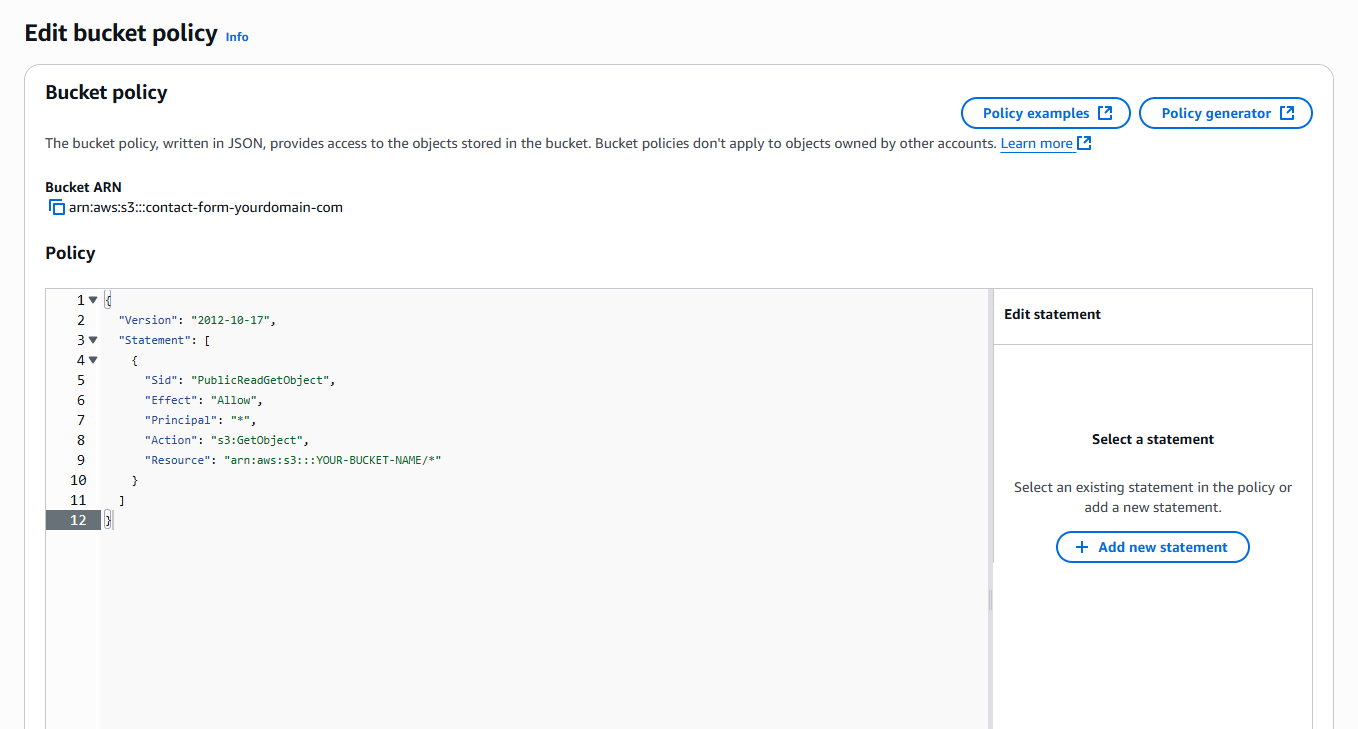 Edit bucket policy Info
Bucket policy
Policy examples
Policy generator
The bucket policy, written in JSON, provides access to the objects stored in the bucket. Bucket policies don't apply to objects owned by other accounts. Learn more
Bucket ARN
arn:aws:s3:::contact-form-yourdomain-com
Policy
1 {
2 "Version": "2012-10-17",
3 "Statement": [
4 {
5 "Sid": "PublicReadGetObject",
6 "Effect": "Allow",
7 "Principal": "*",
8 "Action": "s3:GetObject",
9 "Resource": "arn:aws:s3:::YOUR-BUCKET-NAME/*"
10 }
11 ]
12 }
Edit statement
Select a statement
Select an existing statement in the policy or
add a new statement.
+ Add new statement